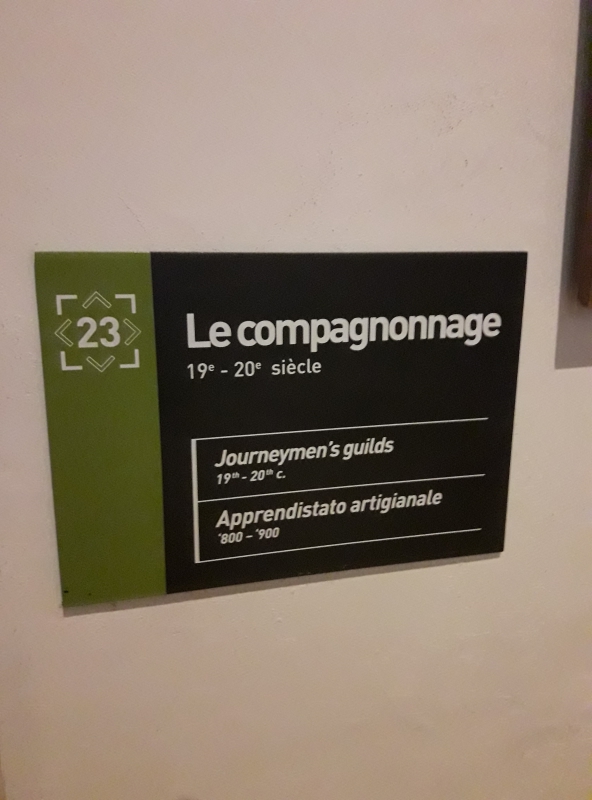 23
Le compagnonnage
19e - 20e siècle
Journeymen's guilds
19th - 20th c.
Apprendistato artigianale
'800 – '900